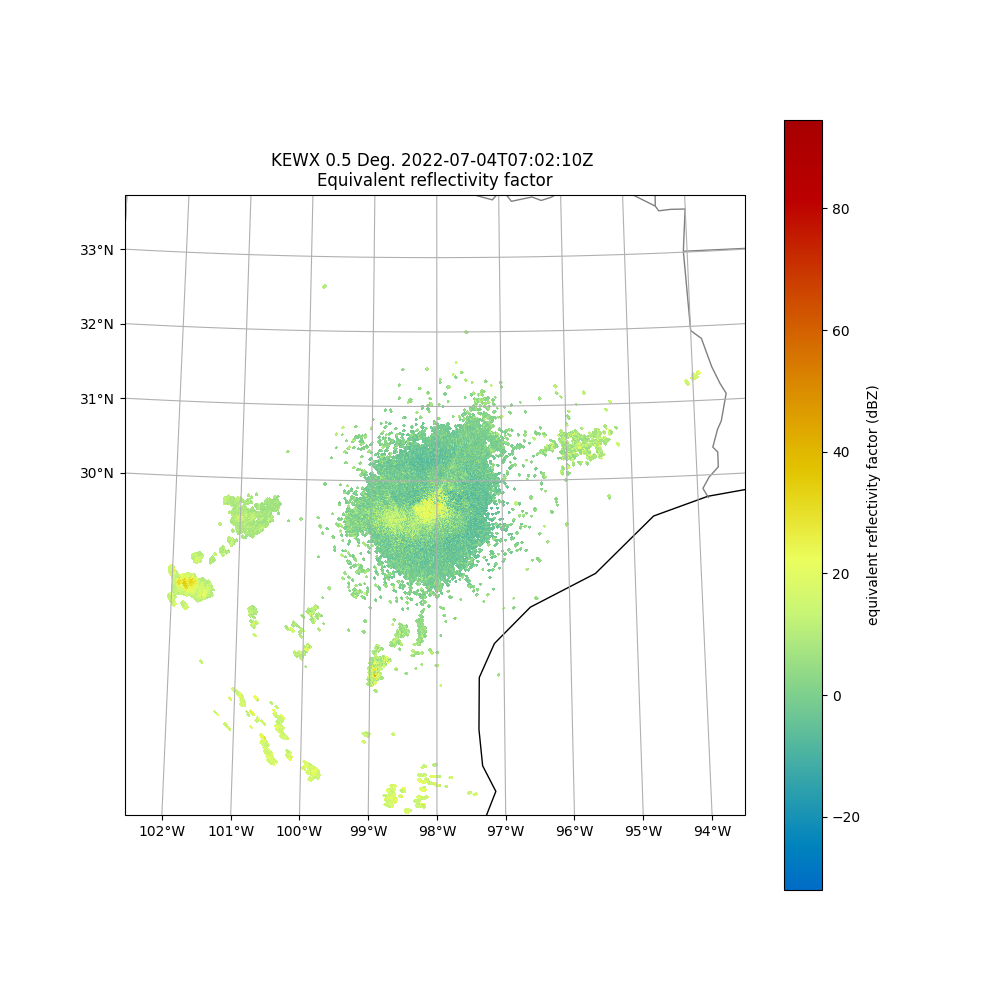 KEWX 0.5 Deg. 2022-07-04T07:02:10Z
Equivalent reflectivity factor
33°N
32°N
31°N
30°N
102°W 101°W 100°W 99°W 98°W 97°W 96°W 95°W 94°W
80
60
40
20
0
−20
equivalent reflectivity factor (dBZ)